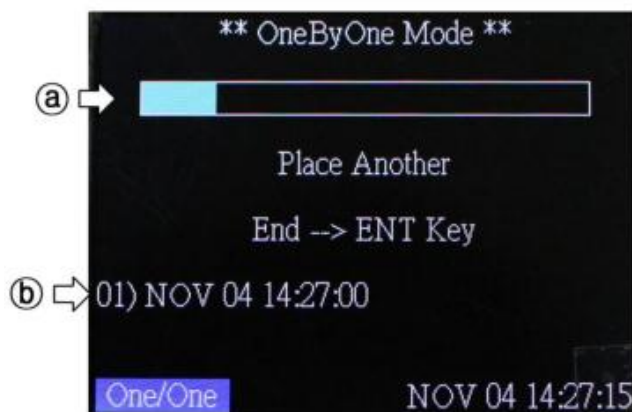 ** OneByOne Mode **
ⓐ
Place Another
End --> ENT Key
ⓑ 01) NOV 04 14:27:00
One/One NOV 04 14:27:15